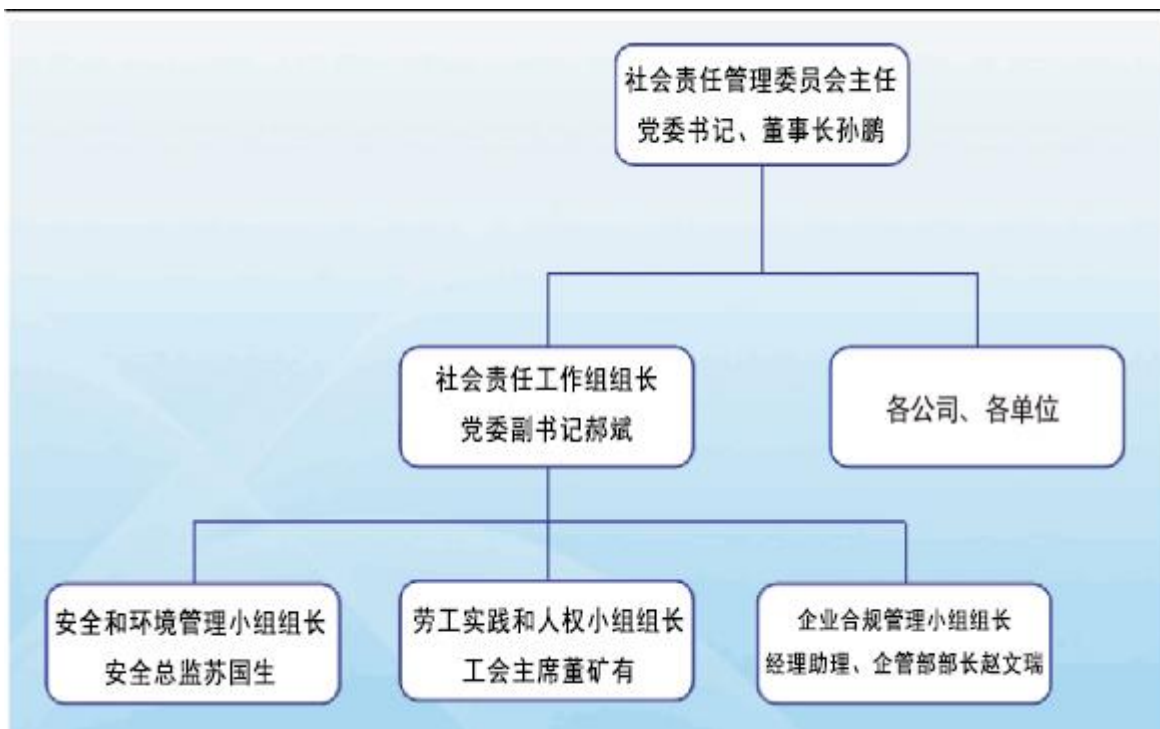 社会责任管理委员会主任
党委书记、董事长孙鹏
社会责任工作组组长
党委副书记郝斌
各公司、各单位
安全和环境管理小组组长
安全总监苏国生
劳工实践和人权小组组长
工会主席董矿有
企业合规管理小组组长
经理助理、企管部部长赵文瑞